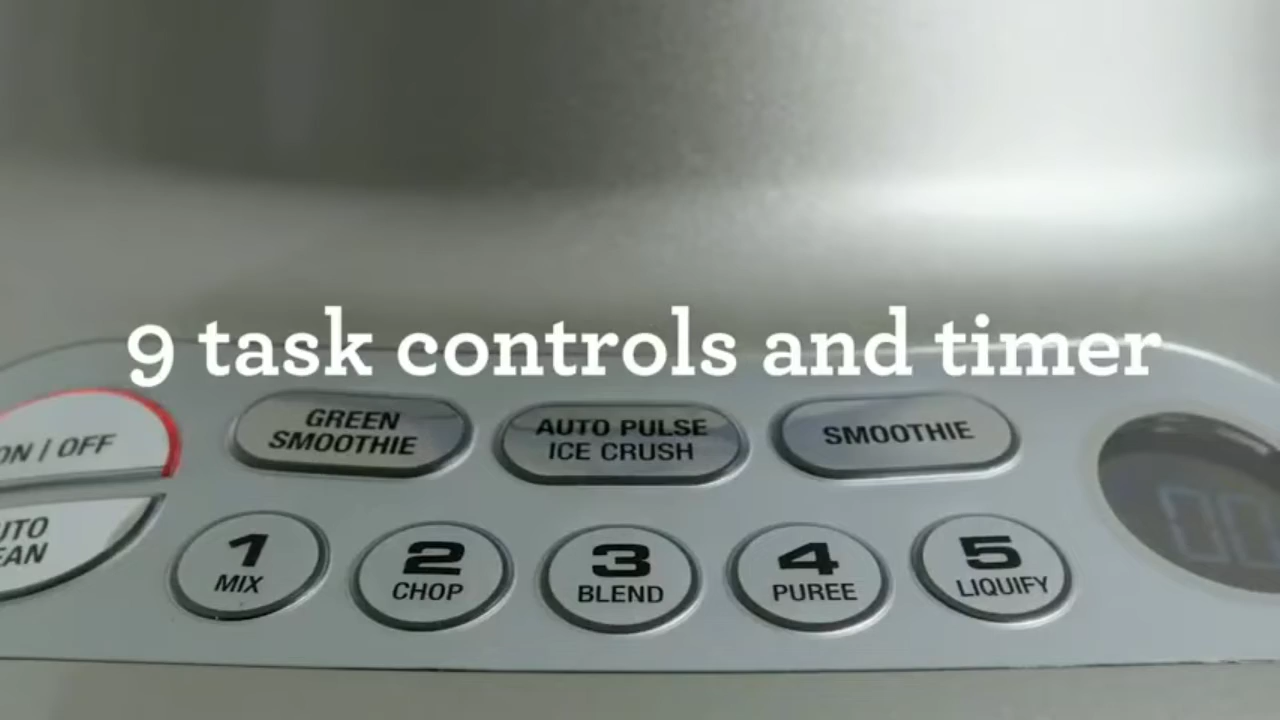 9 task controls and timer
ON | OFF
GREEN
SMOOTHIE
AUTO PULSE
ICE CRUSH
SMOOTHIE
1
MIX
2
CHOP
3
BLEND
4
PUREE
5
LIQUIFY